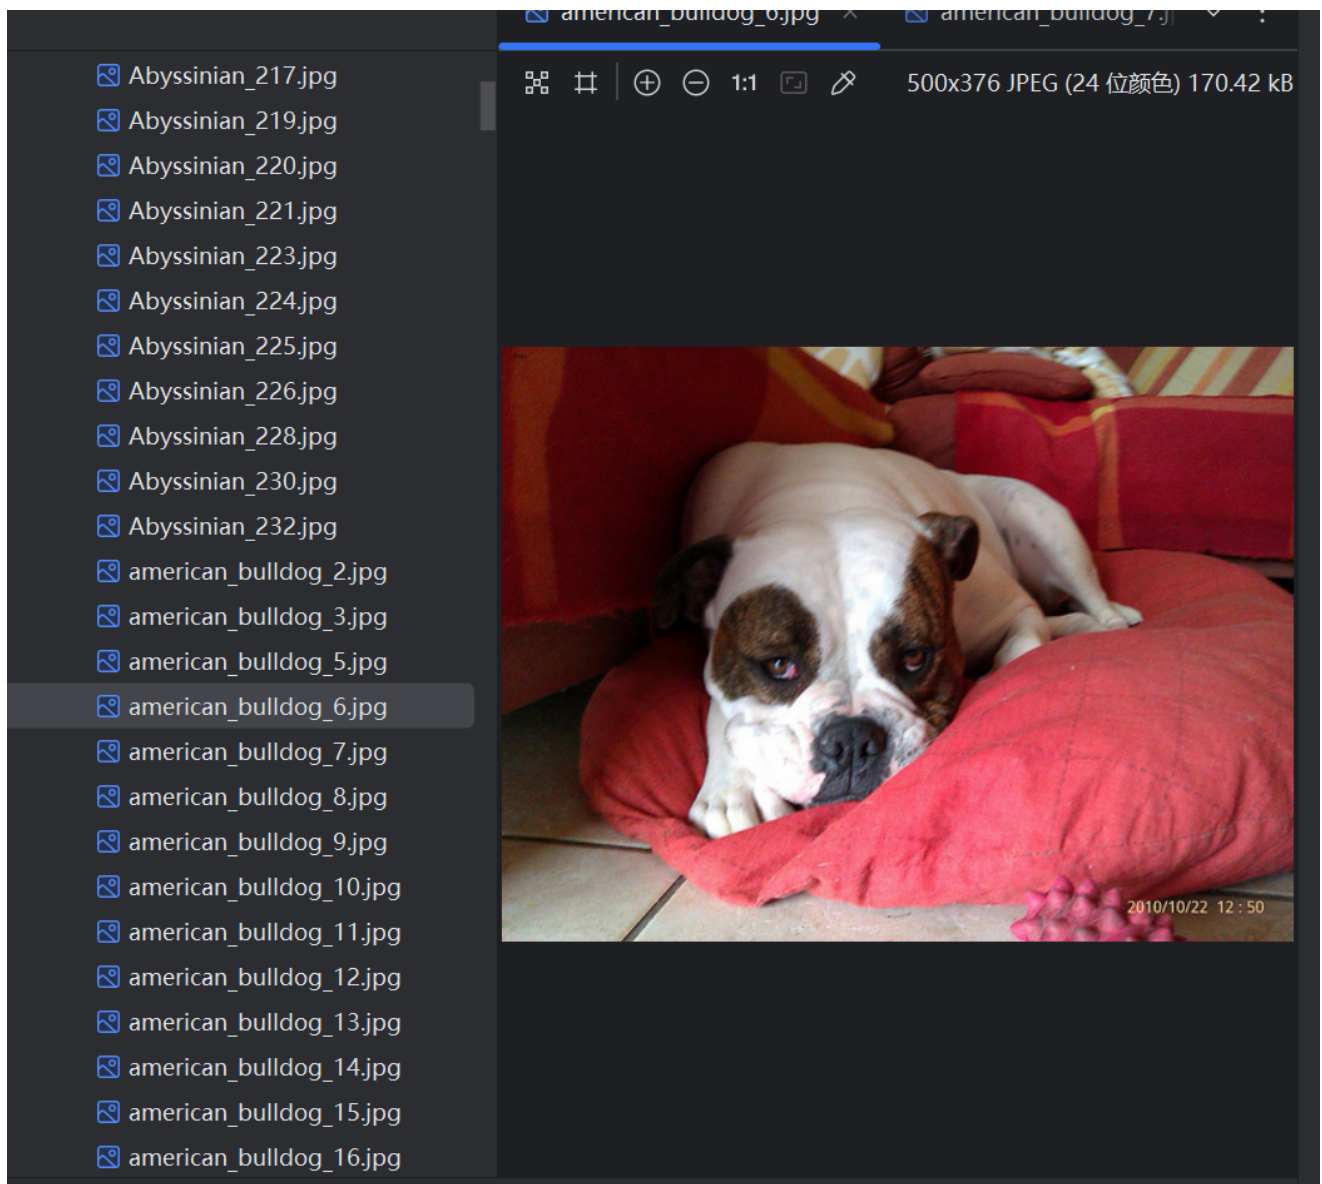 american_bulldog_6.jpg
american_bulldog_7.j
1:1
500x376 JPEG (24 位颜色) 170.42 kB
Abyssinian_217.jpg
Abyssinian_219.jpg
Abyssinian_220.jpg
Abyssinian_221.jpg
Abyssinian_223.jpg
Abyssinian_224.jpg
Abyssinian_225.jpg
Abyssinian_226.jpg
Abyssinian_228.jpg
Abyssinian_230.jpg
Abyssinian_232.jpg
american_bulldog_2.jpg
american_bulldog_3.jpg
american_bulldog_5.jpg
american_bulldog_6.jpg
american_bulldog_7.jpg
american_bulldog_8.jpg
american_bulldog_9.jpg
american_bulldog_10.jpg
american_bulldog_11.jpg
american_bulldog_12.jpg
american_bulldog_13.jpg
american_bulldog_14.jpg
american_bulldog_15.jpg
american_bulldog_16.jpg
2010/10/22 12:50